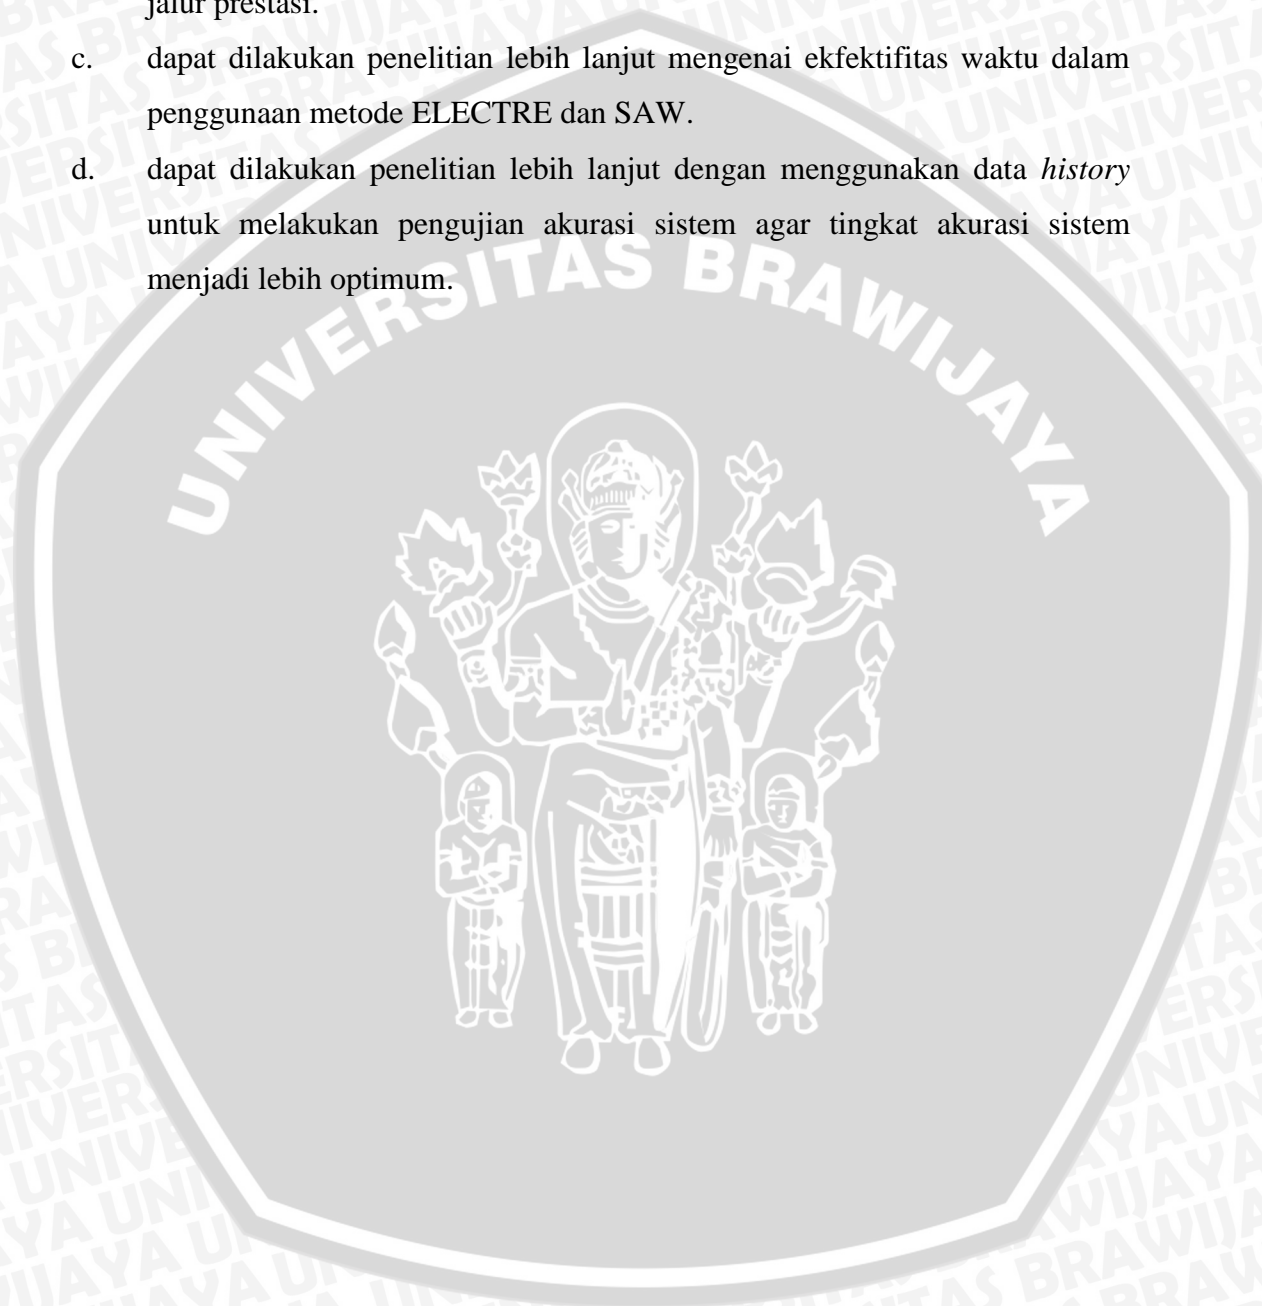 jalur prestasi.
c. dapat dilakukan penelitian lebih lanjut mengenai ekfektifitas waktu dalam
penggunaan metode ELECTRE dan SAW.
d. dapat dilakukan penelitian lebih lanjut dengan menggunakan data history
untuk melakukan pengujian akurasi sistem agar tingkat akurasi sistem
menjadi lebih optimum.
UNIVERSITAS BRAWIJAYA